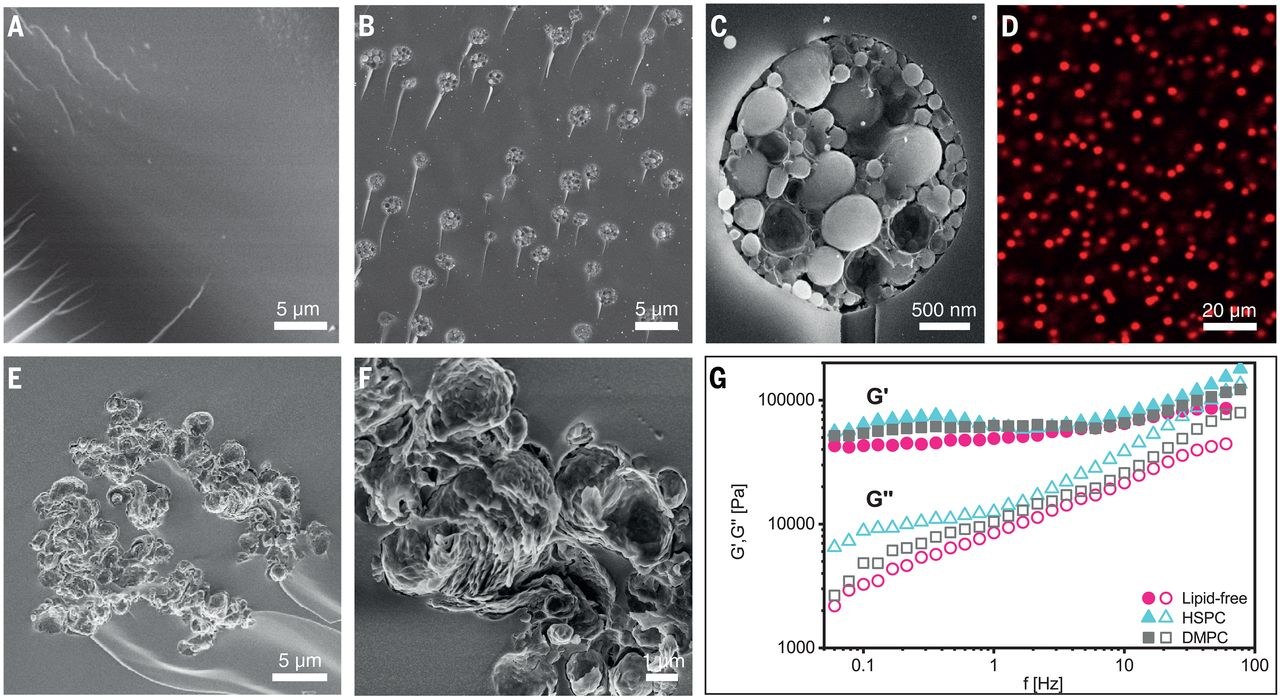 A
5 µm
B
5 µm
C
500 nm
D
20 µm
E
5 µm
F
1 µm
G
G'
G''
G',G'' [Pa]
100000
10000
1000
0.1
1
10
100
f [Hz]
Lipid-free
HSPC
DMPC